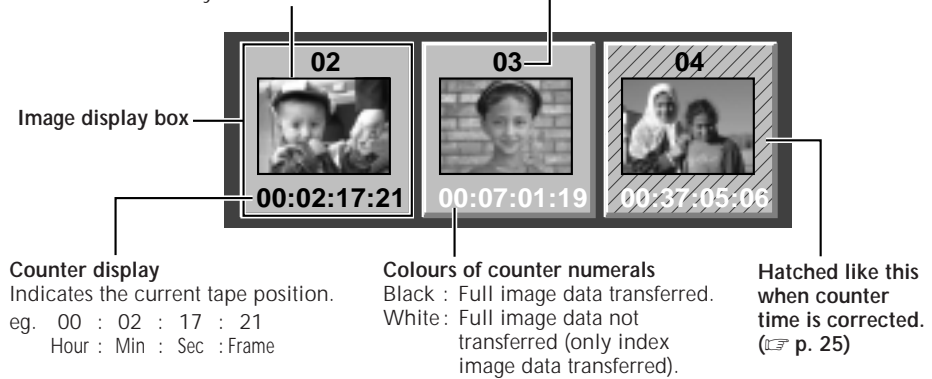 02
03
04
Image display box
00:02:17:21
00:07:01:19
00:37:05:06
Counter display
Indicates the current tape position.
eg. 00 : 02 : 17 : 21
Hour : Min : Sec : Frame
Colours of counter numerals
Black : Full image data transferred.
White : Full image data not
transferred (only index
image data transferred).
Hatched like this
when counter
time is corrected.
(☞ p. 25)